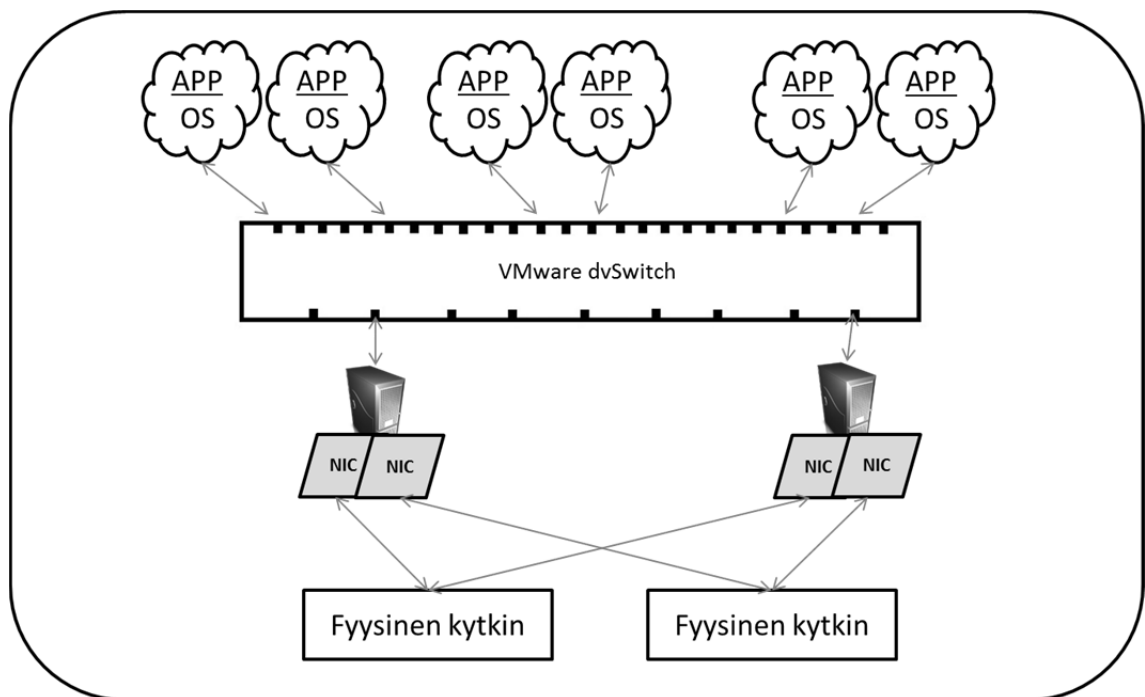 APP APP APP APP APP APP
OS OS OS OS OS OS
VMware dvSwitch
NIC NIC NIC NIC
Fyysinen kytkin Fyysinen kytkin